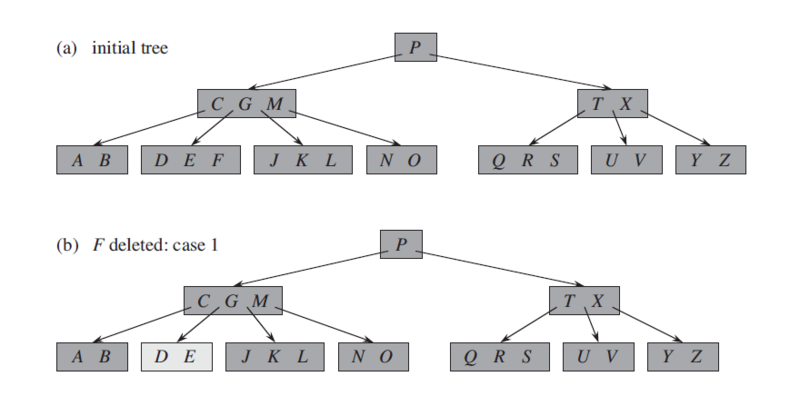 (a) initial tree
P
C G M
T X
A B
D E F
J K L
N O
Q R S
U V
Y Z
(b) F deleted: case 1
P
C G M
T X
A B
D E
J K L
N O
Q R S
U V
Y Z